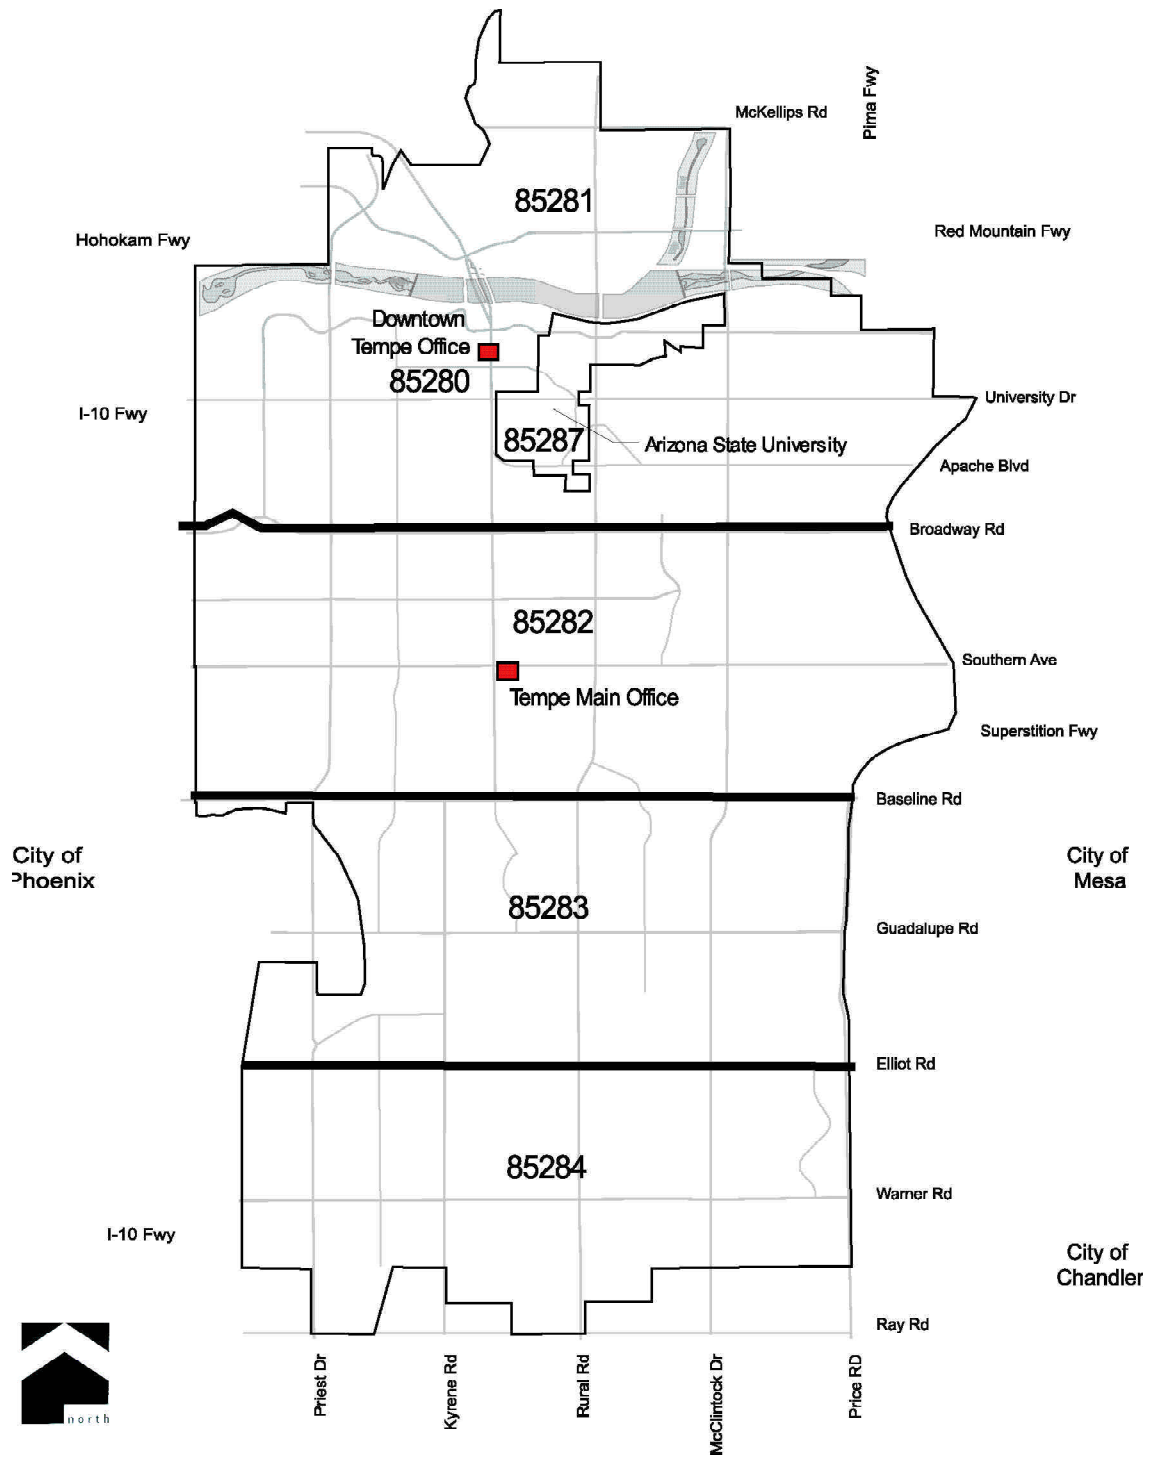 McKellips Rd
Pima Fwy
85281
Hohokam Fwy
Red Mountain Fwy
Downtown
Tempe Office
85280
I-10 Fwy
University Dr
85287
Arizona State University
Apache Blvd
Broadway Rd
85282
Southern Ave
Tempe Main Office
Superstition Fwy
Baseline Rd
City of
Phoenix
City of
Mesa
85283
Guadalupe Rd
Elliot Rd
85284
Warner Rd
I-10 Fwy
City of
Chandler
Ray Rd
north
Priest Dr
Kyrene Rd
Rural Rd
McClintock Dr
Price RD